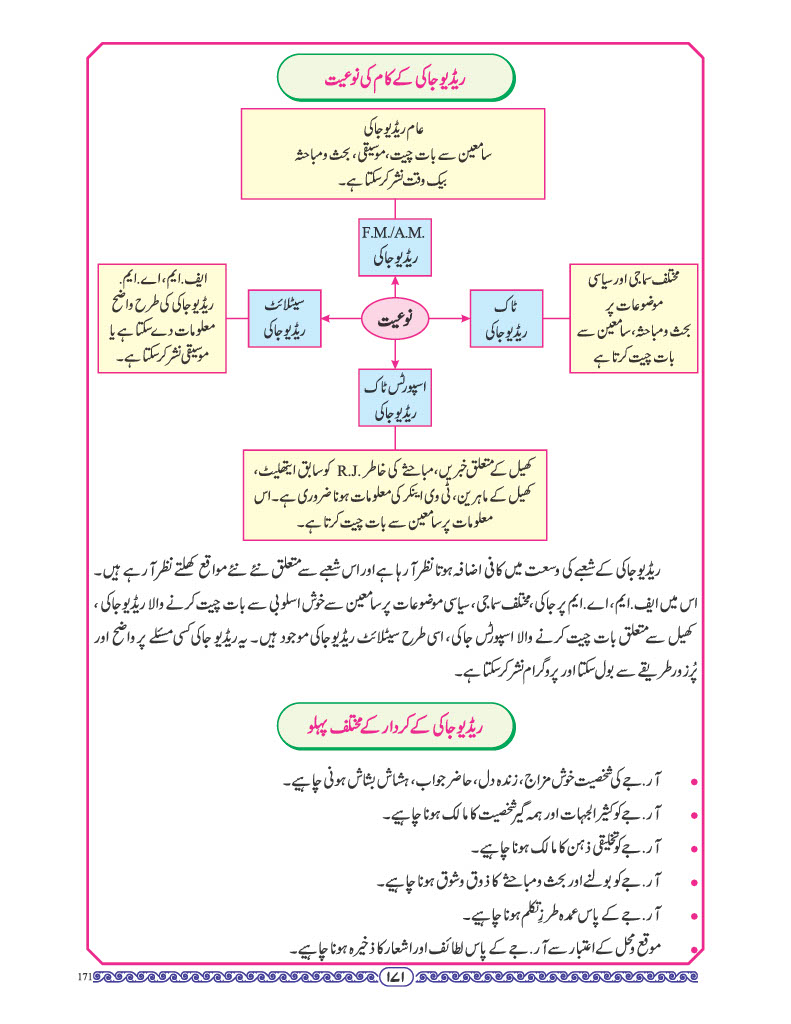 ریڈیو جاکی کے کام کی نوعیت
عام ریڈیو جاکی
سامعین سے بات چیت، موسیقی، بحث و مباحثہ
بیک وقت نشر کرسکتا ہے۔
F.M./A.M.
ریڈیو جاکی
مختلف سماجی اور سیاسی
موضوعات پر
بحث و مباحثہ، سامعین سے
بات چیت کرتا ہے
ٹاک
ریڈیو جاکی
نوعیت
سیٹلائٹ
ریڈیو جاکی
ایف.ایم، اے.ایم.
ریڈیو جاکی کی طرح واضح
معلومات دے سکتا ہے یا
موسیقی نشر کرسکتا ہے۔
اسپورٹس ٹاک
ریڈیو جاکی
کھیل کے متعلق خبریں، مباحثے کی خاطر R.J. کو سابق ایتھلیٹ،
کھیل کے ماہرین، ٹی وی اینکر کی معلومات ہونا ضروری ہے۔ اس
معلومات پر سامعین سے بات چیت کرتا ہے۔
ریڈیو جاکی کے شعبے کی وسعت میں کافی اضافہ ہوتا نظر آ رہا ہے اور اس شعبے سے متعلق نئے نئے مواقع کھلتے نظر آ رہے ہیں۔
اس میں ایف.ایم، اے.ایم پر جاکی، مختلف سماجی، سیاسی موضوعات پر سامعین سے خوش اسلوبی سے بات چیت کرنے والا ریڈیو جاکی،
کھیل سے متعلق بات چیت کرنے والا اسپورٹس جاکی، اسی طرح سیٹلائٹ ریڈیو جاکی موجود ہیں۔ یہ ریڈیو جاکی کسی مسئلے پر واضح اور
پُرزور طریقے سے بول سکتا اور پروگرام نشر کرسکتا ہے۔
ریڈیو جاکی کے کردار کے مختلف پہلو
• آر.جے کی شخصیت خوش مزاج، زندہ دل، حاضر جواب، ہشاش بشاش ہونی چاہیے۔
• آر.جے کو کثیر الجہات اور ہمہ گیر شخصیت کا مالک ہونا چاہیے۔
• آر.جے کو تخلیقی ذہن کا مالک ہونا چاہیے۔
• آر.جے کو بولنے اور بحث و مباحثے کا ذوق و شوق ہونا چاہیے۔
• آر.جے کے پاس عمدہ طرزِ تکلم ہونا چاہیے۔
• موقع و محل کے اعتبار سے آر.جے کے پاس لطائف اور اشعار کا ذخیرہ ہونا چاہیے۔
171
۱۷۱